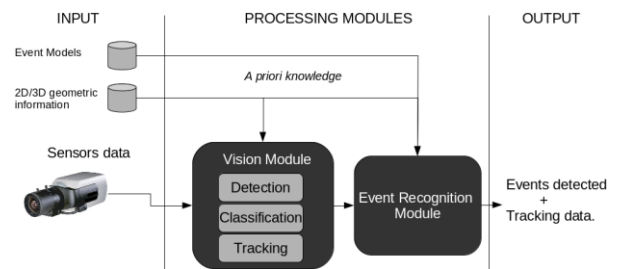 INPUT
PROCESSING MODULES
OUTPUT
Event Models
A priori knowledge
2D/3D geometric
information
Sensors data
Vision Module
Detection
Classification
Tracking
Event Recognition
Module
Events detected
+
Tracking data.